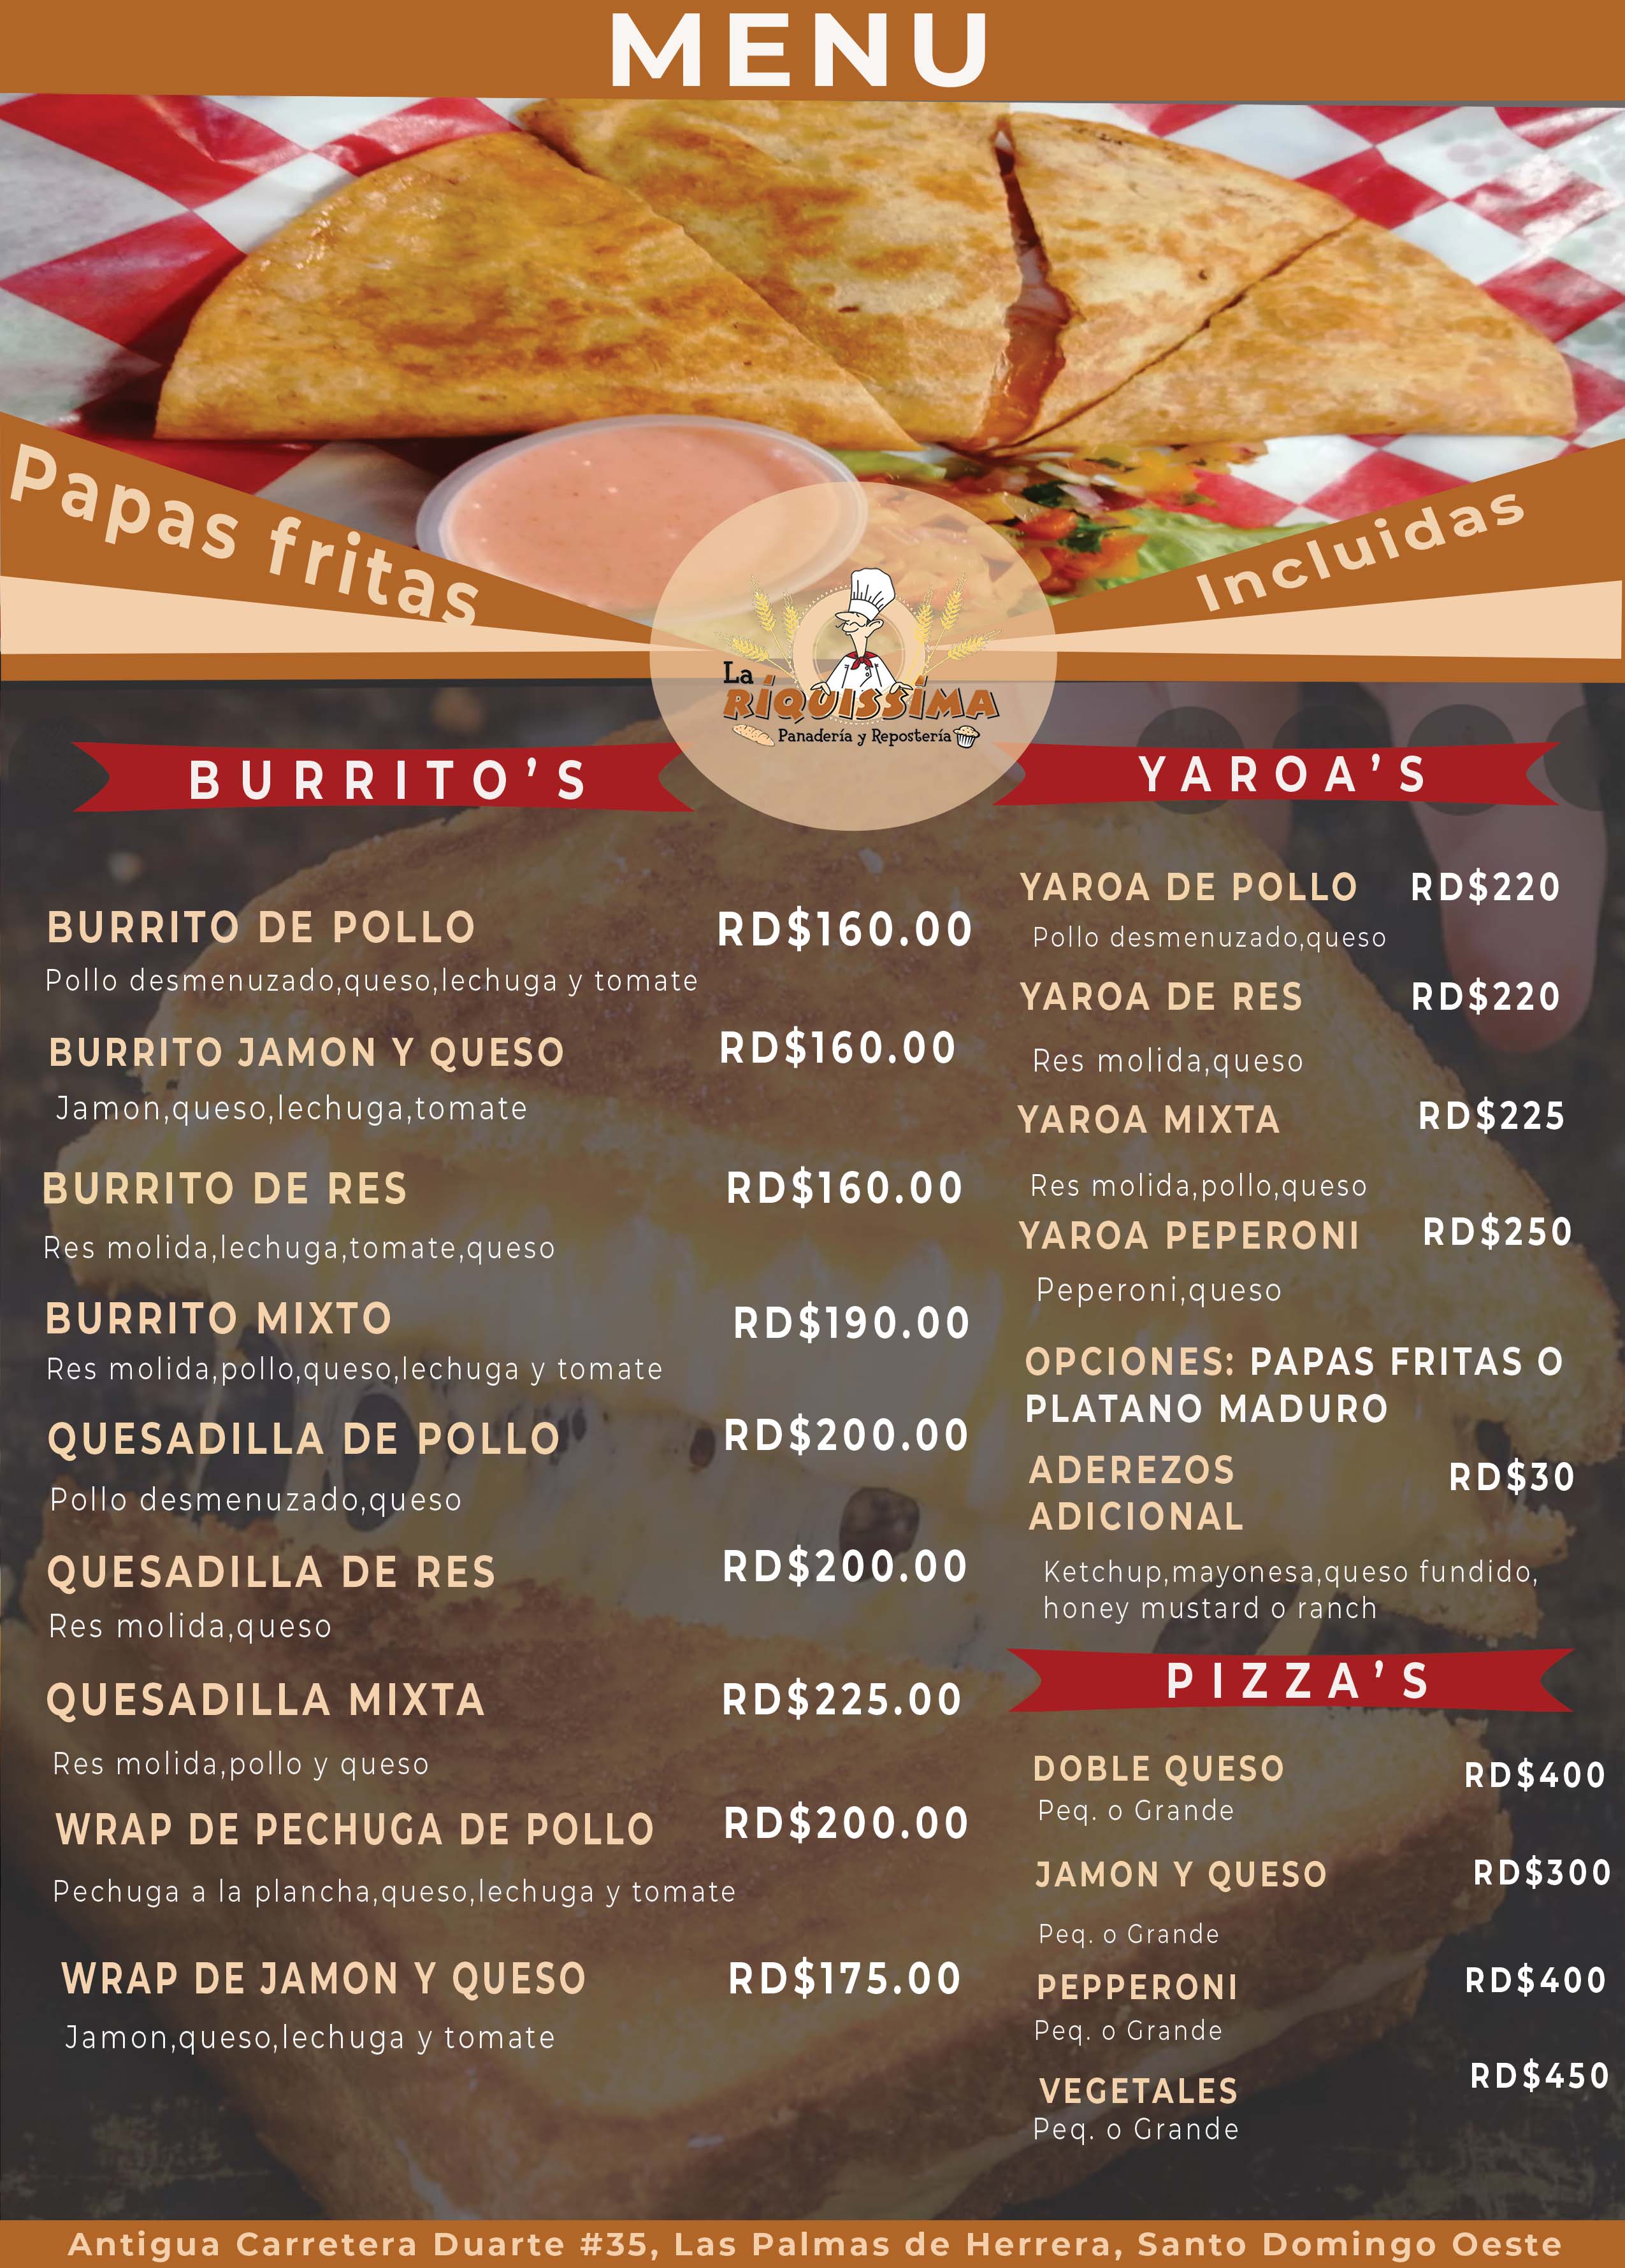 MENU
Papas fritas
Incluidas
La
RIQUISSIMA
Panadería y Repostería
BURRITO’S
BURRITO DE POLLO RD$160.00
Pollo desmenuzado,queso,lechuga y tomate
BURRITO JAMON Y QUESO RD$160.00
Jamon,queso,lechuga,tomate
BURRITO DE RES RD$160.00
Res molida,lechuga,tomate,queso
BURRITO MIXTO RD$190.00
Res molida,pollo,queso,lechuga y tomate
QUESADILLA DE POLLO RD$200.00
Pollo desmenuzado,queso
QUESADILLA DE RES RD$200.00
Res molida,queso
QUESADILLA MIXTA RD$225.00
Res molida,pollo y queso
WRAP DE PECHUGA DE POLLO RD$200.00
Pechuga a la plancha,queso,lechuga y tomate
WRAP DE JAMON Y QUESO RD$175.00
Jamon,queso,lechuga y tomate
YAROA’S
YAROA DE POLLO RD$220
Pollo desmenuzado,queso
YAROA DE RES RD$220
Res molida,queso
YAROA MIXTA RD$225
Res molida,pollo,queso
YAROA PEPERONI RD$250
Peperoni,queso
OPCIONES: PAPAS FRITAS O
PLATANO MADURO
ADEREZOS RD$30
ADICIONAL
Ketchup,mayonesa,queso fundido,
honey mustard o ranch
PIZZA’S
DOBLE QUESO RD$400
Peq. o Grande
JAMON Y QUESO RD$300
Peq. o Grande
PEPPERONI RD$400
Peq. o Grande
VEGETALES RD$450
Peq. o Grande
Antigua Carretera Duarte #35, Las Palmas de Herrera, Santo Domingo Oeste